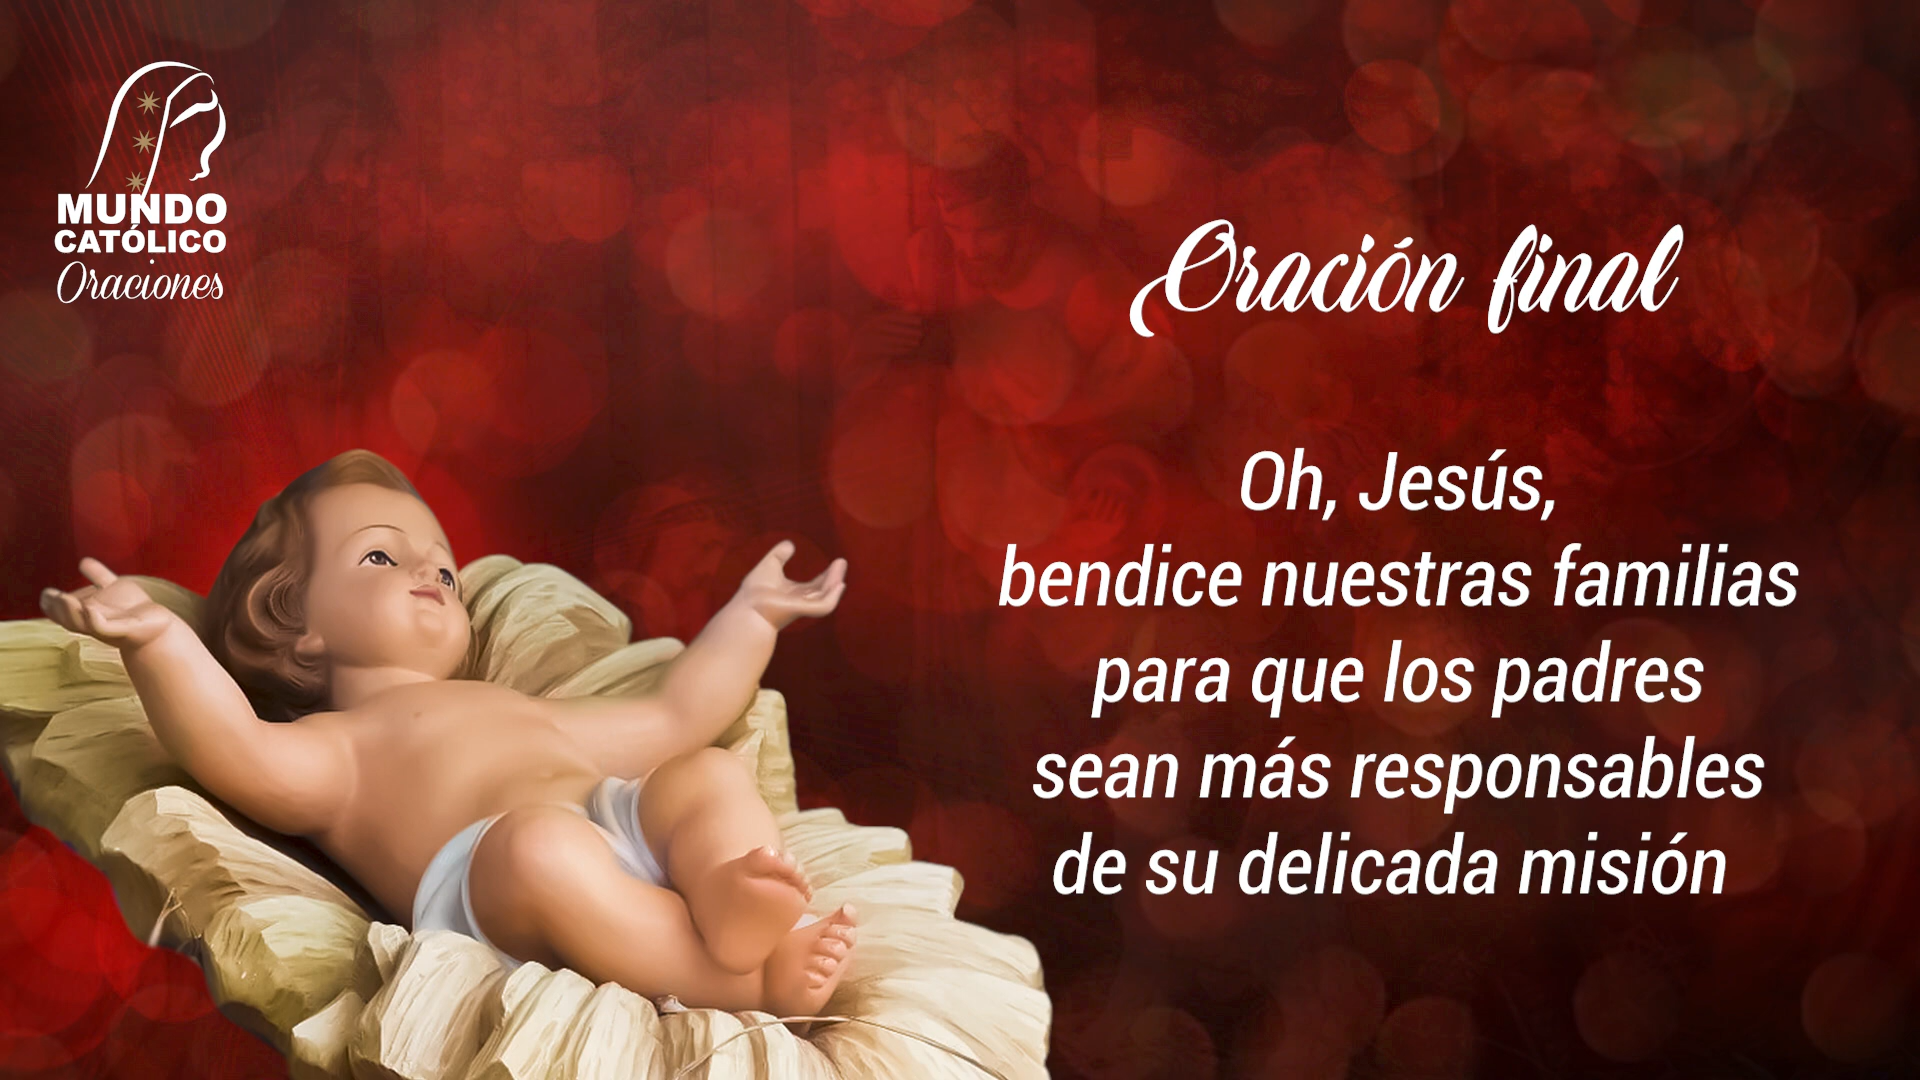 MUNDO
CATÓLICO
Oraciones
Oración final
Oh, Jesús,
bendice nuestras familias
para que los padres
sean más responsables
de su delicada misión